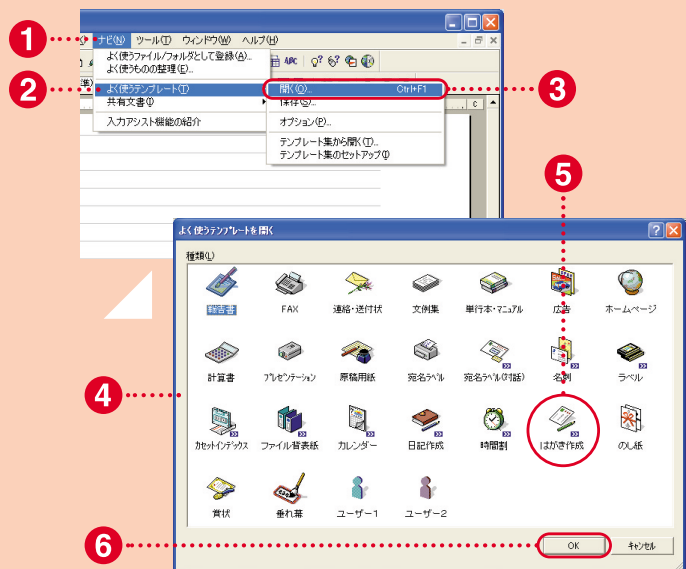 ナビ(N) ツール(T) ウィンドウ(W) ヘルプ(H)
1
よく使うファイル/フォルダとして登録(A)...
よく使うものの整理(E)...
2
よく使うテンプレート(T)
開く(O)... Ctrl+F1
3
共有文書(I)
保存(S)...
入力アシスト機能の紹介
オプション(P)...
テンプレート集から開く(T)...
テンプレート集のセットアップ(I)
ABC
C
5
よく使うテンプレートを開く
種類(L)
報告書 FAX 連絡・送付状 文例集 単行本・マニュアル 広告 ホームページ
計算書 プレゼンテーション 原稿用紙 宛名ラベル 宛名ラベル(対話) 名刺 ラベル
4
カセットインデックス ファイル背表紙 カレンダー 日記作成 時間割 はがき作成 のし紙
賞状 垂れ幕 ユーザー1 ユーザー2
6
OK キャンセル